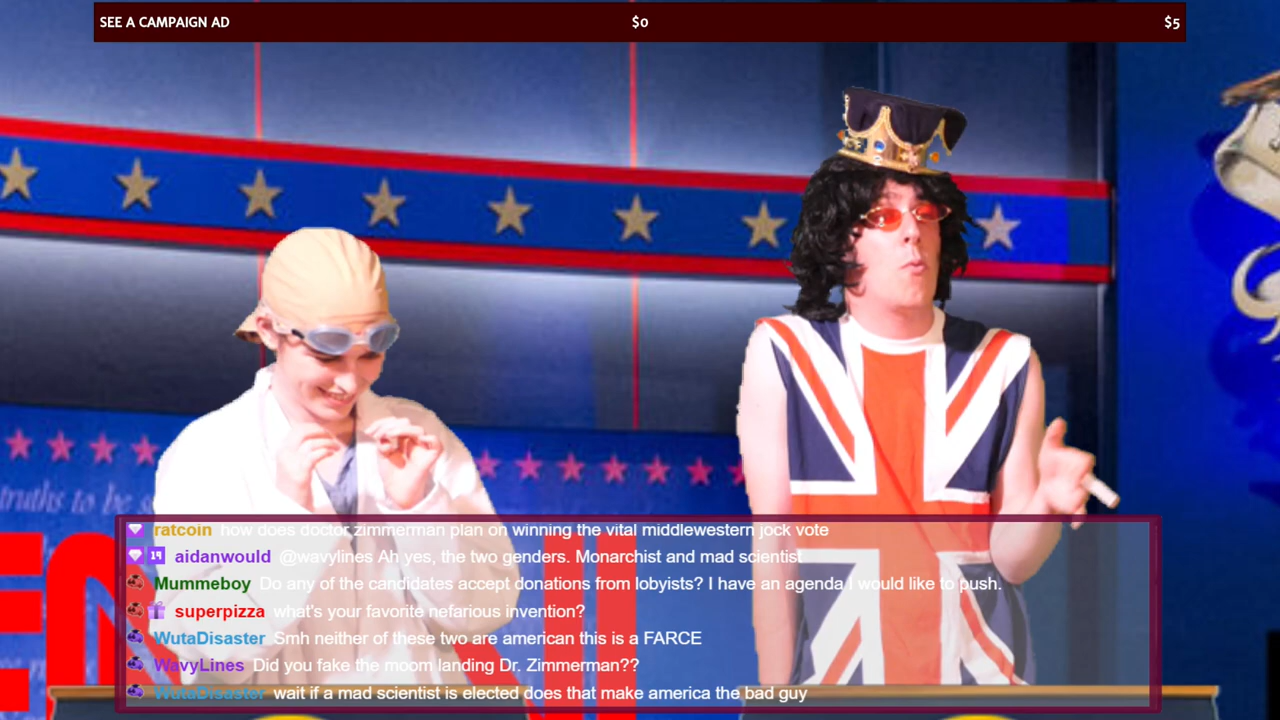 SEE A CAMPAIGN AD $0 $5
truths to be s
ratcoin how does doctor zimmerman plan on winning the vital middlewestern jock vote
aidanwould @wavylines Ah yes, the two genders. Monarchist and mad scientist
Mummeboy Do any of the candidates accept donations from lobyists? I have an agenda I would like to push.
superpizza what's your favorite nefarious invention?
WutaDisaster Smh neither of these two are american this is a FARCE
WavyLines Did you fake the moom landing Dr. Zimmerman??
WutaDisaster wait if a mad scientist is elected does that make america the bad guy